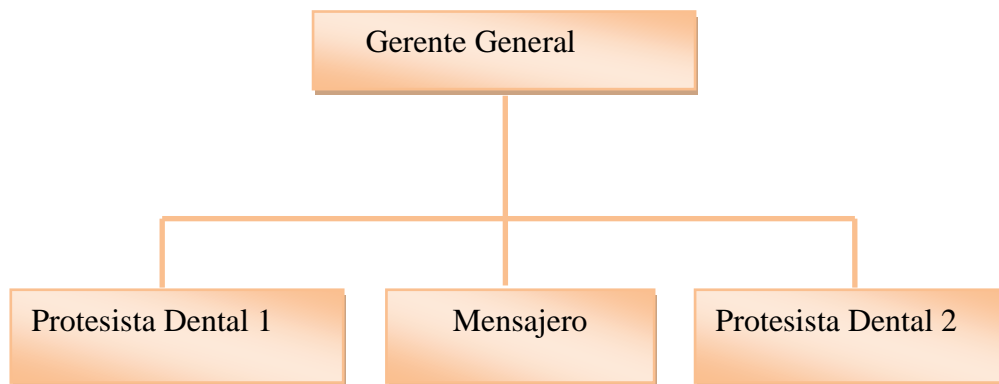 Gerente General
Protesista Dental 1
Mensajero
Protesista Dental 2